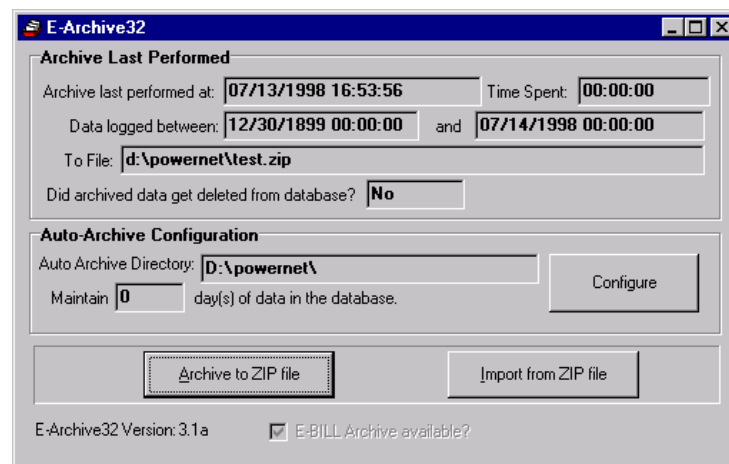 E-Archive32
Archive Last Performed
Archive last performed at: 07/13/1998 16:53:56 Time Spent: 00:00:00
Data logged between: 12/30/1899 00:00:00 and 07/14/1998 00:00:00
To File: d:\powernet\test.zip
Did archived data get deleted from database? No
Auto-Archive Configuration
Auto Archive Directory: D:\powernet\
Configure
Maintain 0 day(s) of data in the database.
Archive to ZIP file Import from ZIP file
E-Archive32 Version: 3.1a E-BILL Archive available?